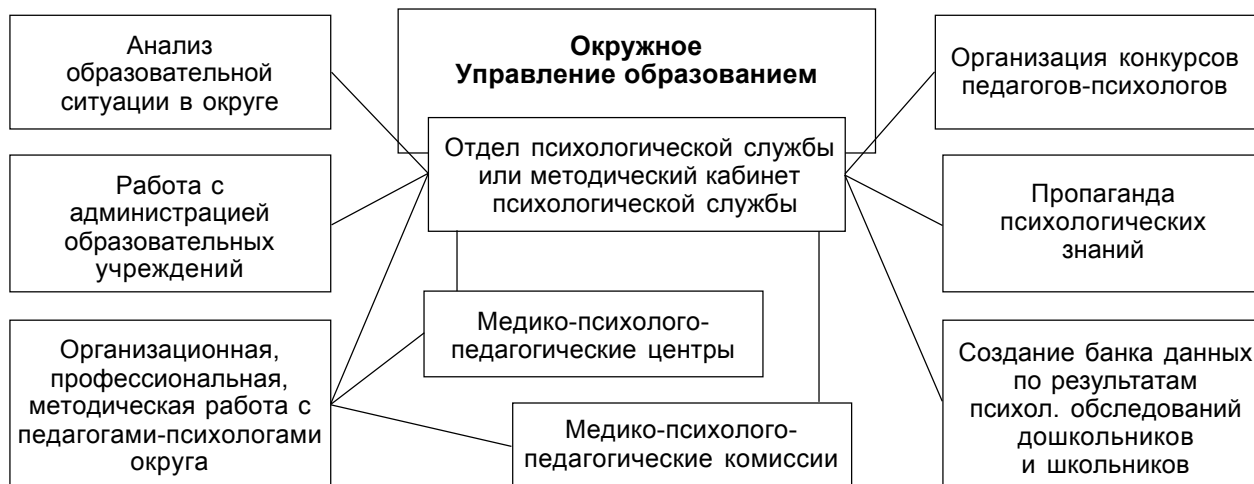 Анализ
образовательной
ситуации в округе
Работа с
администрацией
образовательных
учреждений
Организационная,
профессиональная,
методическая работа с
педагогами-психологами
округа
Окружное
Управление образованием
Отдел психологической службы
или методический кабинет
психологической службы
Медико-психолого-
педагогические центры
Медико-психолого-
педагогические комиссии
Организация конкурсов
педагогов-психологов
Пропаганда
психологических
знаний
Создание банка данных
по результатам
психол. обследований
дошкольников
и школьников